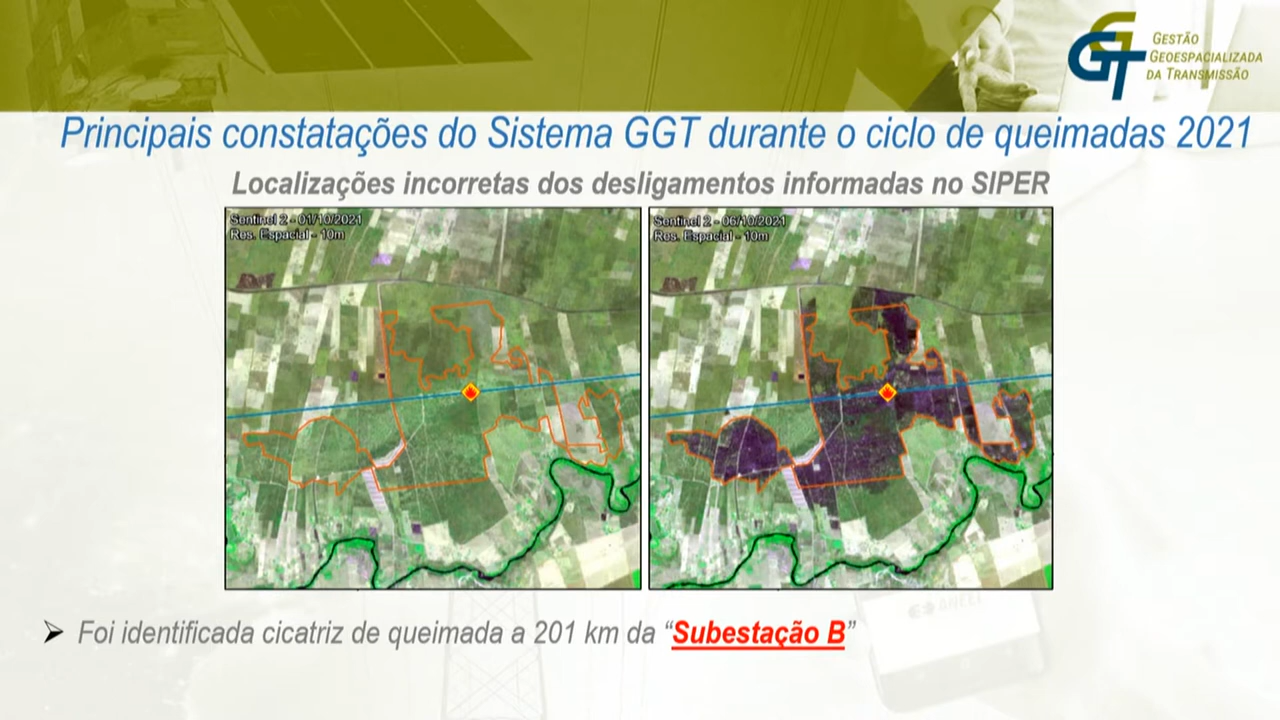 GGT
GESTÃO
GEOESPACIALIZADA
DA TRANSMISSÃO
Principais constatações do Sistema GGT durante o ciclo de queimadas 2021
Localizações incorretas dos desligamentos informadas no SIPER
Sentinel 2 - 01/10/2021
Res. Espacial - 10m
Sentinel 2 - 06/10/2021
Res. Espacial - 10m
➢ Foi identificada cicatriz de queimada a 201 km da “Subestação B”